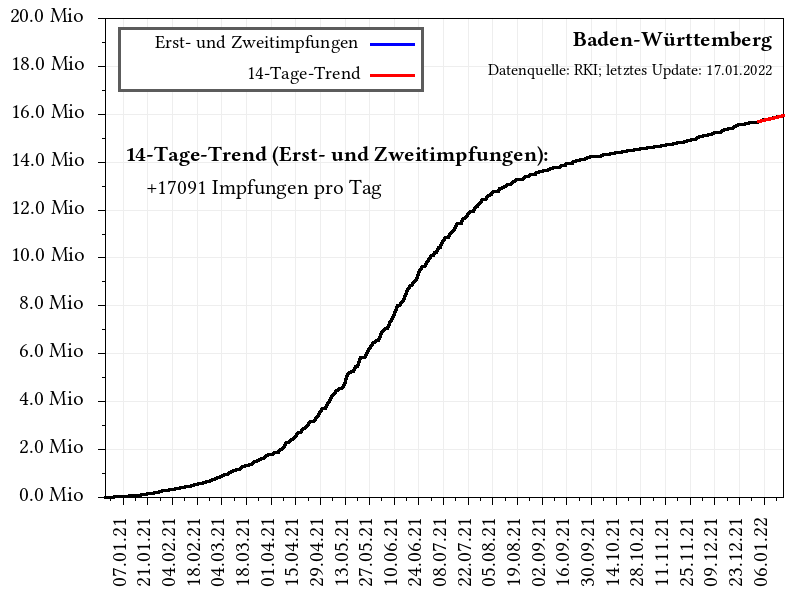 20.0 Mio
18.0 Mio
16.0 Mio
14.0 Mio
12.0 Mio
10.0 Mio
8.0 Mio
6.0 Mio
4.0 Mio
2.0 Mio
0.0 Mio
Erst- und Zweitimpfungen
14-Tage-Trend
Baden-Württemberg
Datenquelle: RKI; letztes Update: 17.01.2022
14-Tage-Trend (Erst- und Zweitimpfungen):
+17091 Impfungen pro Tag
07.01.21
21.01.21
04.02.21
18.02.21
04.03.21
18.03.21
01.04.21
15.04.21
29.04.21
13.05.21
27.05.21
10.06.21
24.06.21
08.07.21
22.07.21
05.08.21
19.08.21
02.09.21
16.09.21
30.09.21
14.10.21
28.10.21
11.11.21
25.11.21
09.12.21
23.12.21
06.01.22